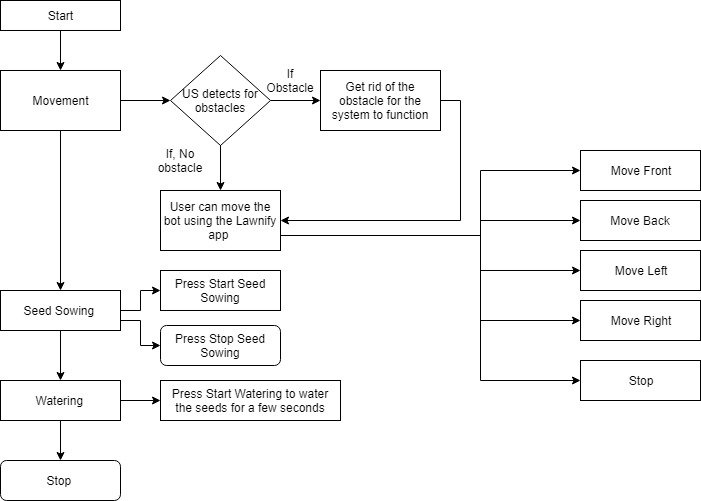 Start
Movement
US detects for
obstacles
If
Obstacle
Get rid of the
obstacle for the
system to function
If, No
obstacle
User can move the
bot using the Lawnify
app
Move Front
Move Back
Move Left
Move Right
Stop
Seed Sowing
Press Start Seed
Sowing
Press Stop Seed
Sowing
Watering
Press Start Watering to water
the seeds for a few seconds
Stop